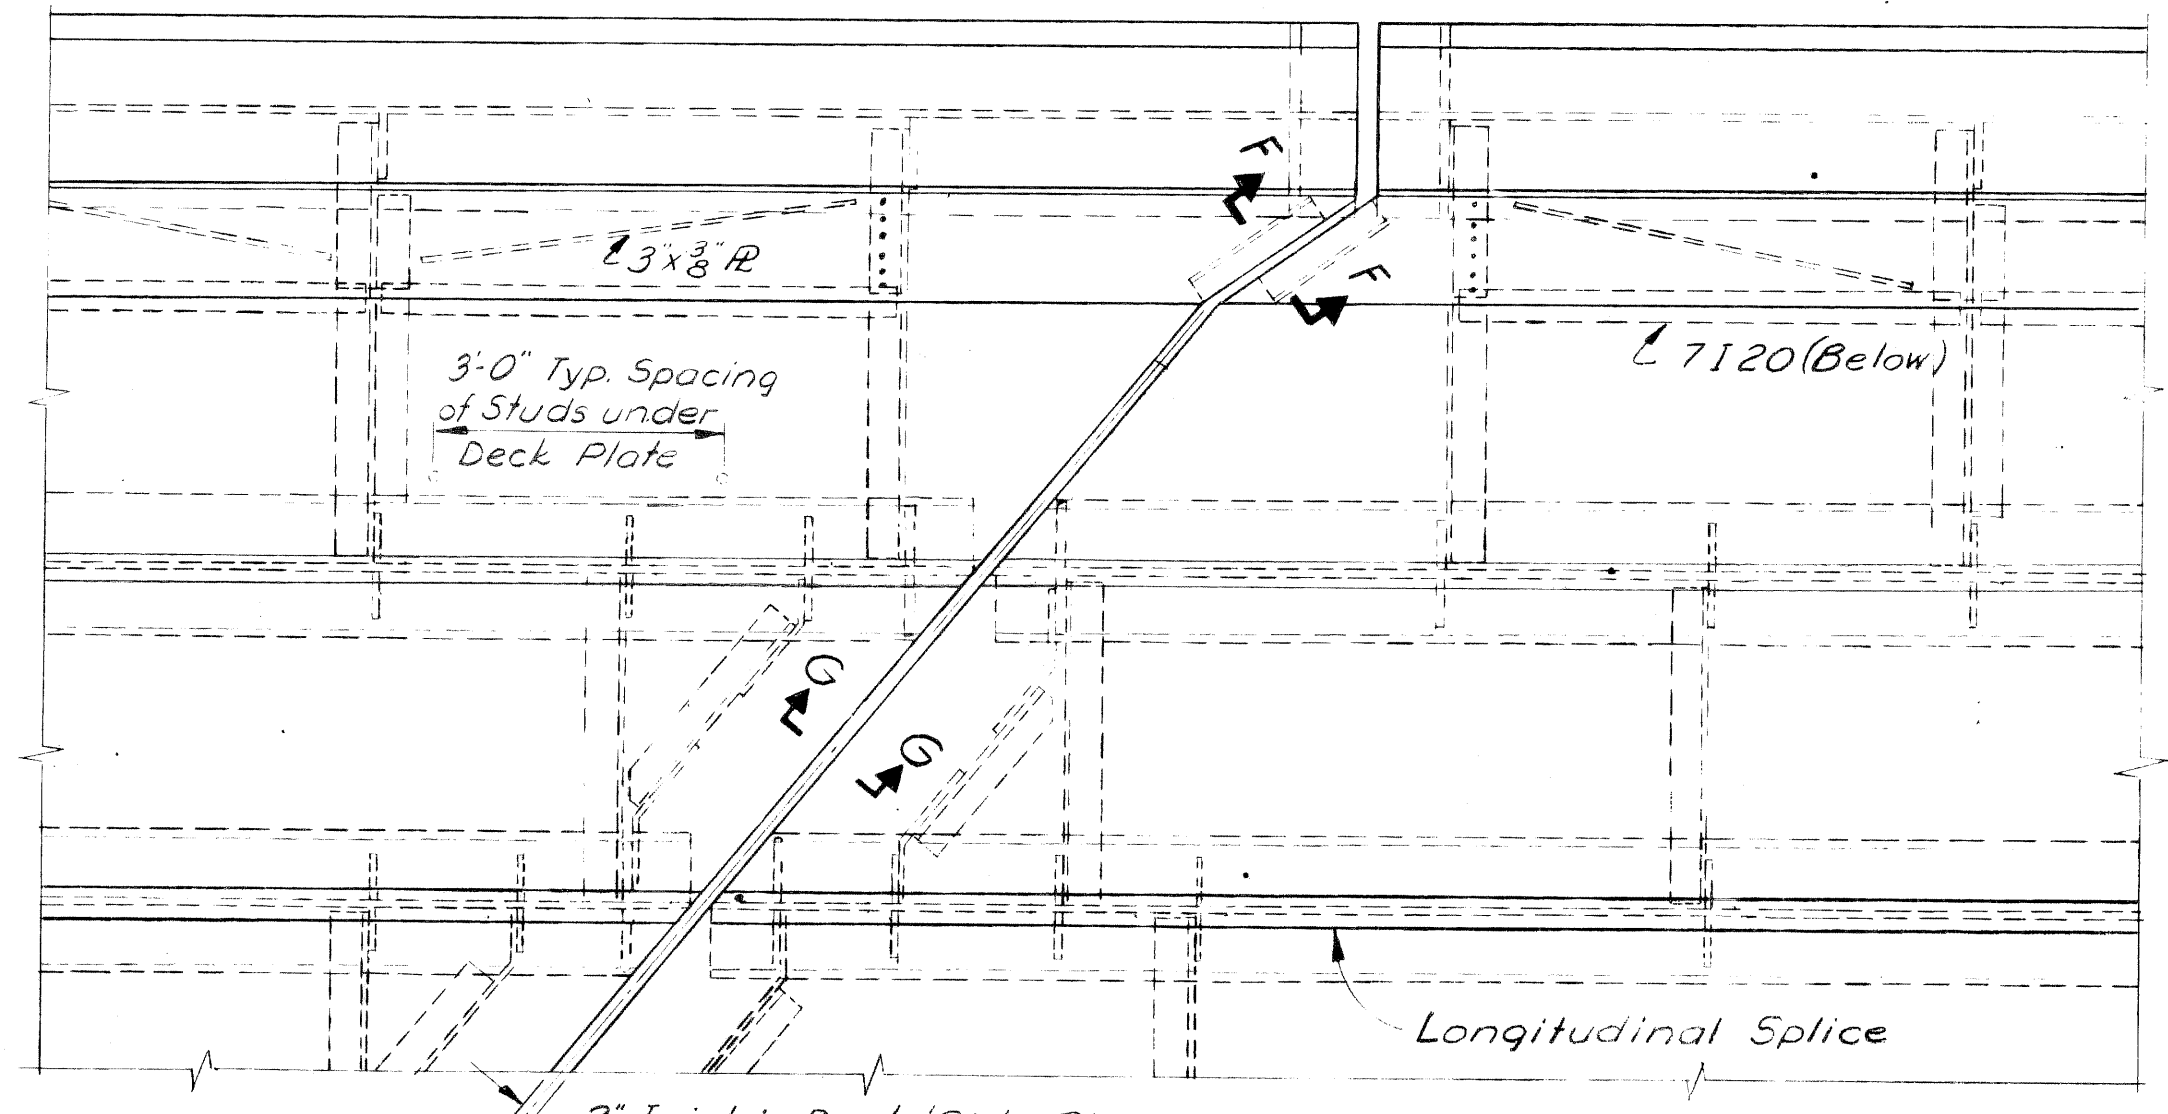 F
3"x3/8" PL
F
7I20 (Below)
3'-0" Typ. Spacing
of Studs under
Deck Plate
G
G
Longitudinal Splice